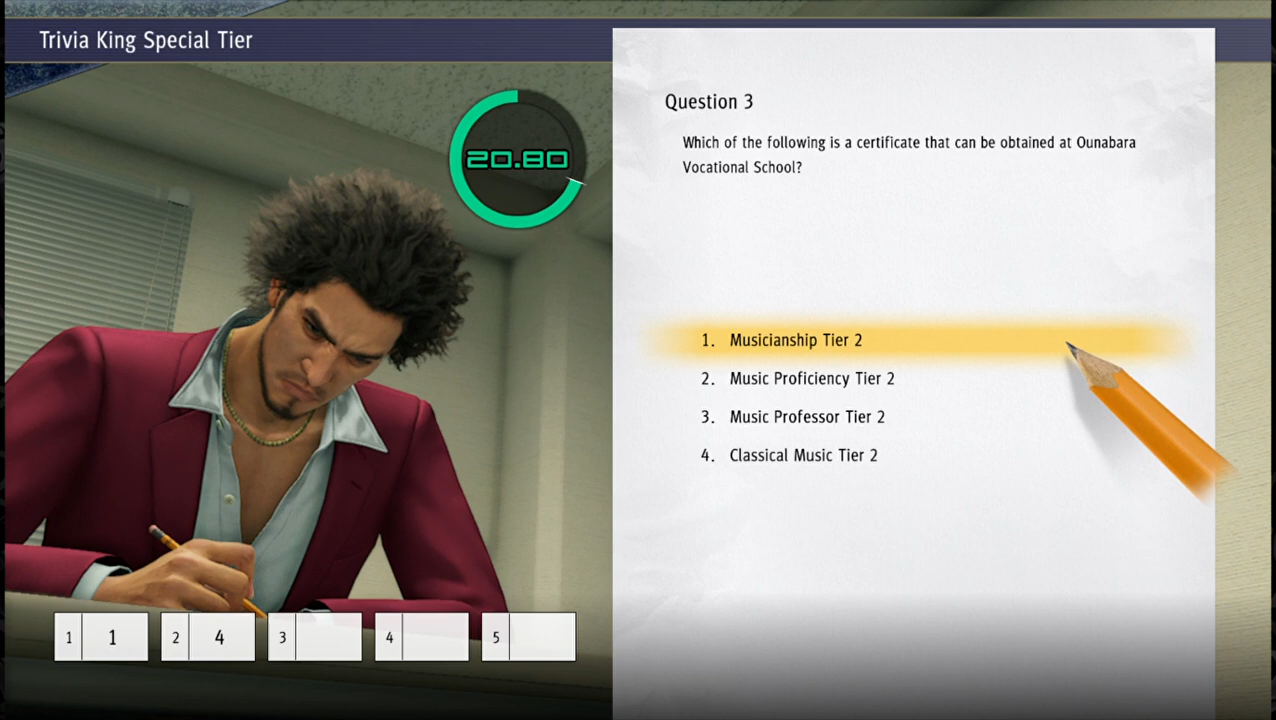 Trivia King Special Tier
20.80
Question 3
Which of the following is a certificate that can be obtained at Ounabara
Vocational School?
1. Musicianship Tier 2
2. Music Proficiency Tier 2
3. Music Professor Tier 2
4. Classical Music Tier 2
1 1 2 4 3 4 5